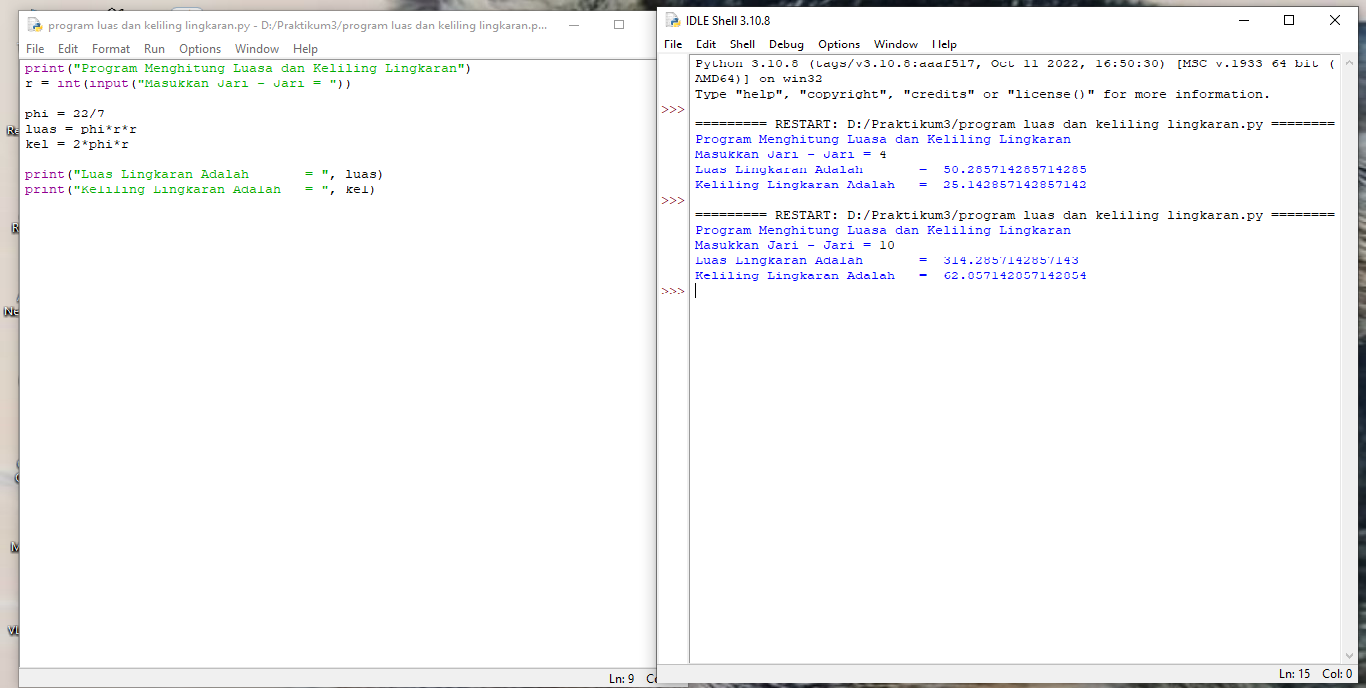 program luas dan keliling lingkaran.py - D:/Praktikum3/program luas dan keliling lingkaran.p...
File Edit Format Run Options Window Help
print("Program Menghitung Luasa dan Keliling Lingkaran")
r = int(input("Masukkan Jari - Jari = "))
phi = 22/7
luas = phi*r*r
kel = 2*phi*r
print("Luas Lingkaran Adalah       = ", luas)
print("Keliling Lingkaran Adalah   = ", kel)
Ln: 9
IDLE Shell 3.10.8
File Edit Shell Debug Options Window Help
Python 3.10.8 (tags/v3.10.8:aaaf517, Oct 11 2022, 16:50:30) [MSC v.1933 64 bit (
AMD64)] on win32
Type "help", "copyright", "credits" or "license()" for more information.
>>>
========= RESTART: D:/Praktikum3/program luas dan keliling lingkaran.py ========
Program Menghitung Luasa dan Keliling Lingkaran
Masukkan Jari - Jari = 4
Luas Lingkaran Adalah       =  50.285714285714285
Keliling Lingkaran Adalah   =  25.142857142857142
>>>
========= RESTART: D:/Praktikum3/program luas dan keliling lingkaran.py ========
Program Menghitung Luasa dan Keliling Lingkaran
Masukkan Jari - Jari = 10
Luas Lingkaran Adalah       =  314.2857142857143
Keliling Lingkaran Adalah   =  62.857142857142854
>>>
Ln: 15 Col: 0